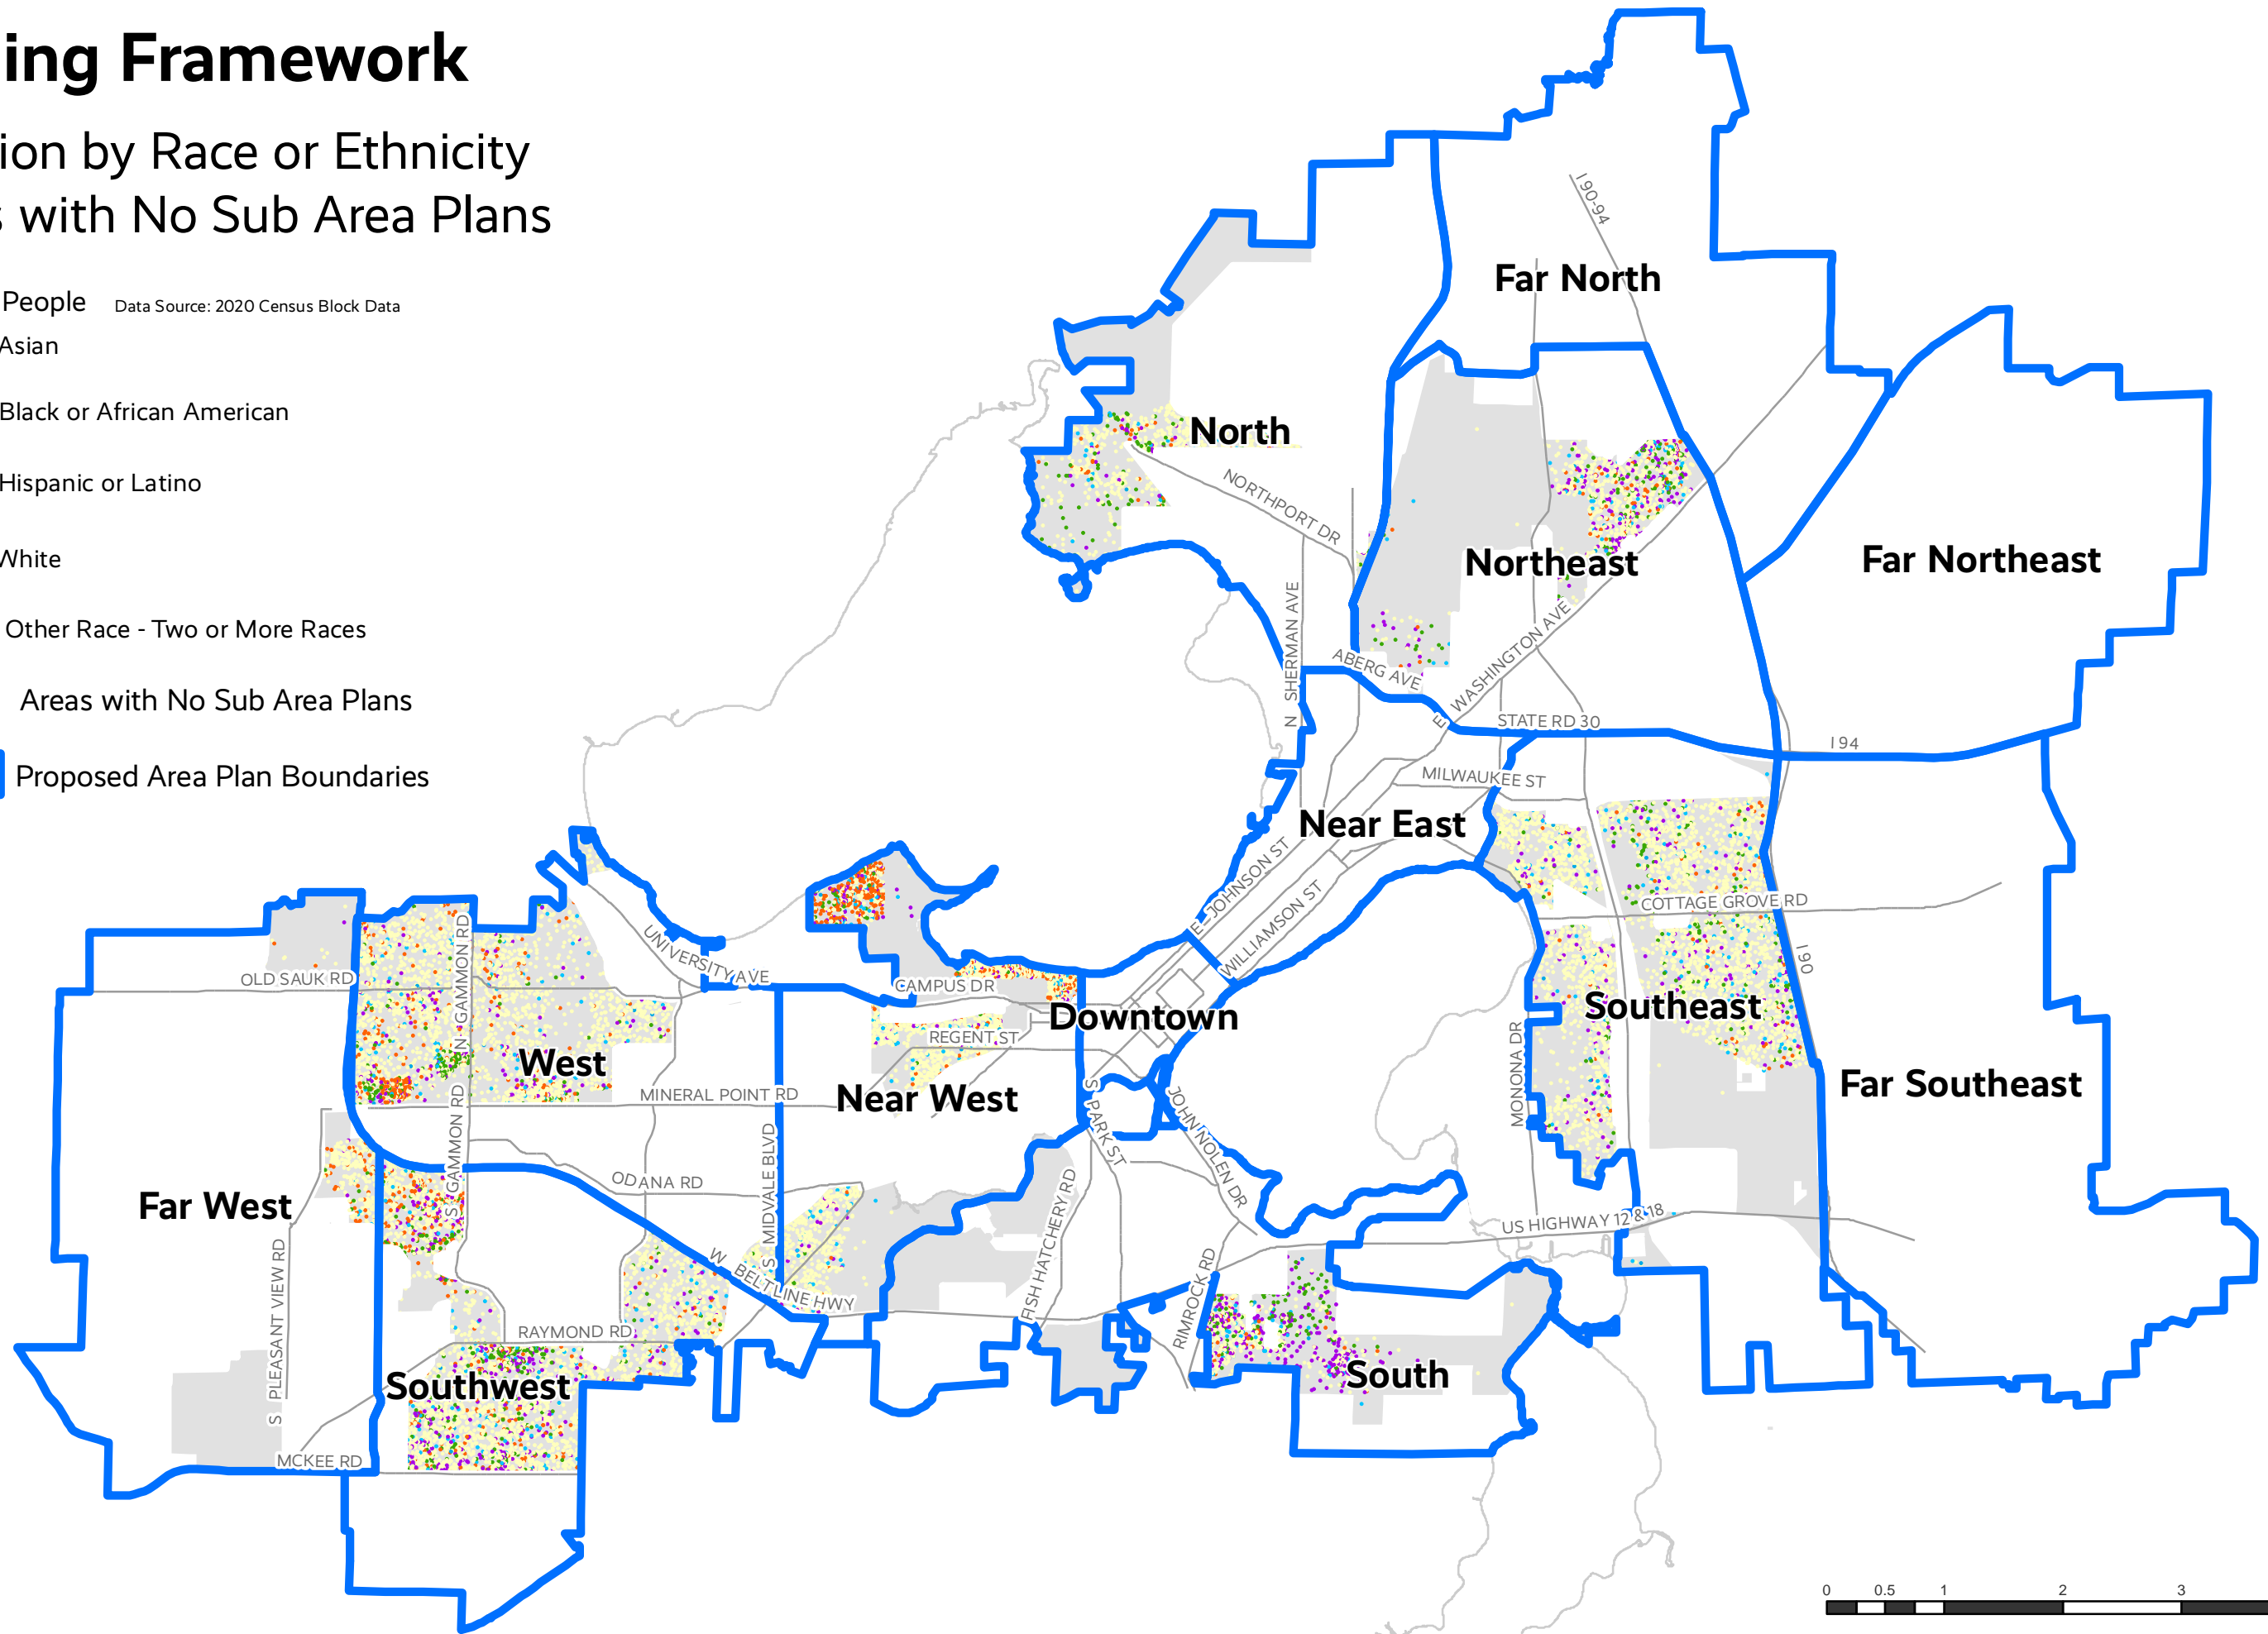 ing Framework
ion by Race or Ethnicity
s with No Sub Area Plans
People
Data Source: 2020 Census Block Data
Asian
Black or African American
Hispanic or Latino
White
Other Race - Two or More Races
Areas with No Sub Area Plans
Proposed Area Plan Boundaries
I 90-94
Far North
North
NORTHPORT DR
Northeast
Far Northeast
N SHERMAN AVE
ABERG AVE
E WASHINGTON AVE
STATE RD 30
I 94
MILWAUKEE ST
Near East
E JOHNSON ST
WILLIAMSON ST
COTTAGE GROVE RD
I 90
UNIVERSITY AVE
OLD SAUK RD
N GAMMON RD
CAMPUS DR
Downtown
REGENT ST
Southeast
MONONA DR
West
MINERAL POINT RD
Near West
S PARK ST
JOHN NOLEN DR
Far Southeast
S GAMMON RD
ODANA RD
S MIDVALE BLVD
Far West
FISH HATCHERY RD
US HIGHWAY 12 & 18
W BELTLINE HWY
RIMROCK RD
S PLEASANT VIEW RD
RAYMOND RD
Southwest
South
MCKEE RD
0 0.5 1 2 3